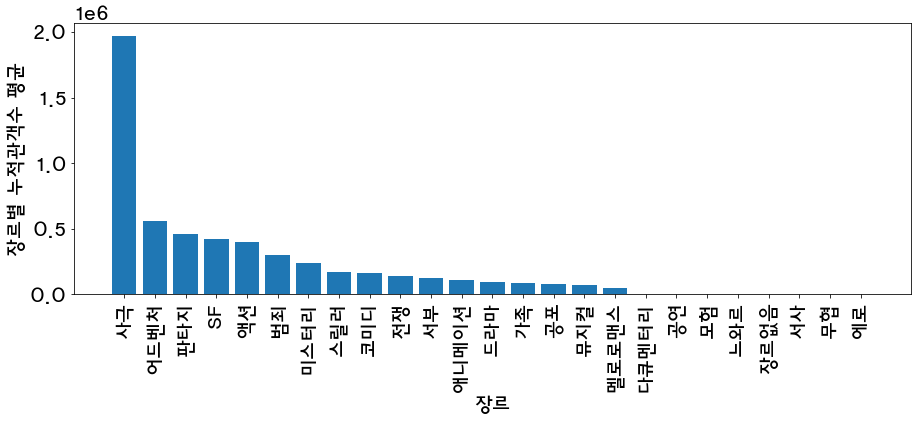 1e6
2.0
1.5
1.0
0.5
0.0
장르별 누적관객수 평균
사극
어드벤처
판타지
SF
액션
범죄
미스터리
스릴러
코미디
전쟁
서부
애니메이션
드라마
가족
공포
뮤지컬
멜로로맨스
다큐멘터리
공연
모험
느와르
장르없음
서사
무협
에로
장르